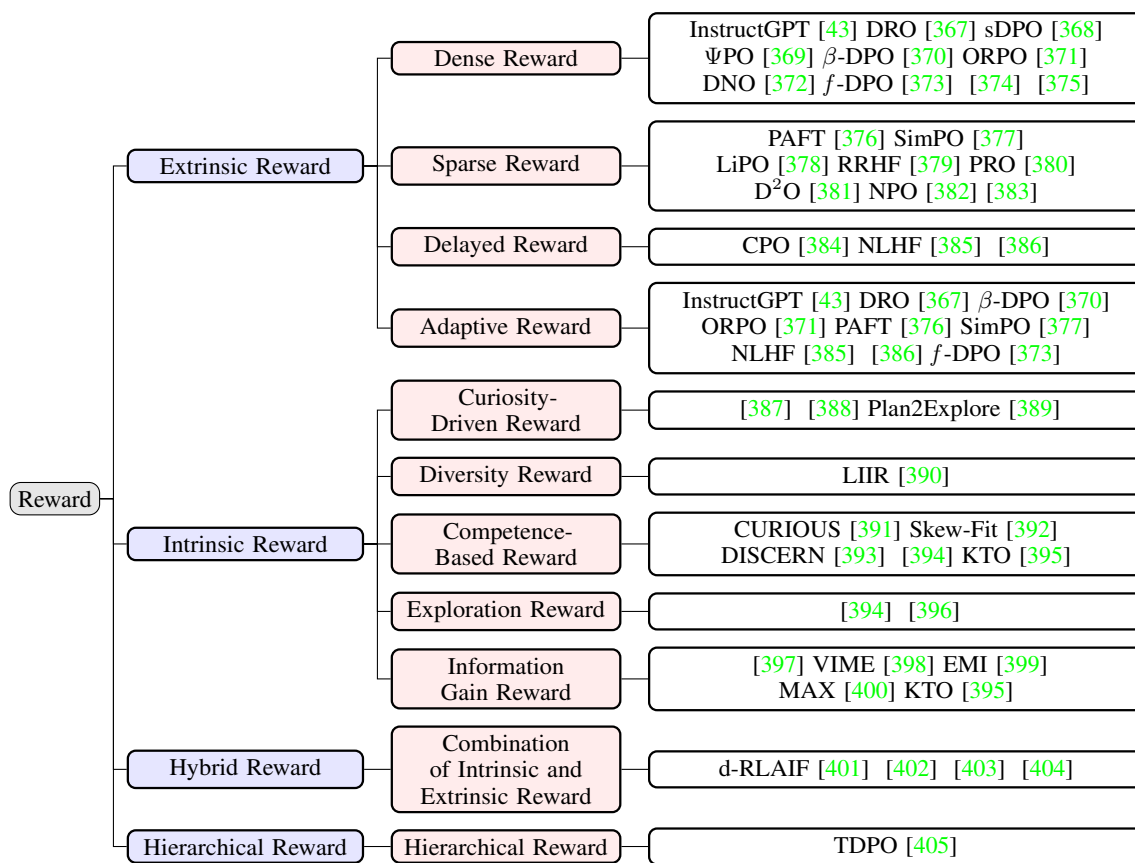 Reward
Extrinsic Reward
Dense Reward
InstructGPT [43] DRO [367] sDPO [368]
ΨPO [369] β-DPO [370] ORPO [371]
DNO [372] f-DPO [373] [374] [375]
Sparse Reward
PAFT [376] SimPO [377]
LiPO [378] RRHF [379] PRO [380]
D²O [381] NPO [382] [383]
Delayed Reward
CPO [384] NLHF [385] [386]
Adaptive Reward
InstructGPT [43] DRO [367] β-DPO [370]
ORPO [371] PAFT [376] SimPO [377]
NLHF [385] [386] f-DPO [373]
Intrinsic Reward
Curiosity-
Driven Reward
[387] [388] Plan2Explore [389]
Diversity Reward
LIIR [390]
Competence-
Based Reward
CURIOUS [391] Skew-Fit [392]
DISCERN [393] [394] KTO [395]
Exploration Reward
[394] [396]
Information
Gain Reward
[397] VIME [398] EMI [399]
MAX [400] KTO [395]
Hybrid Reward
Combination
of Intrinsic and
Extrinsic Reward
d-RLAIF [401] [402] [403] [404]
Hierarchical Reward
Hierarchical Reward
TDPO [405]